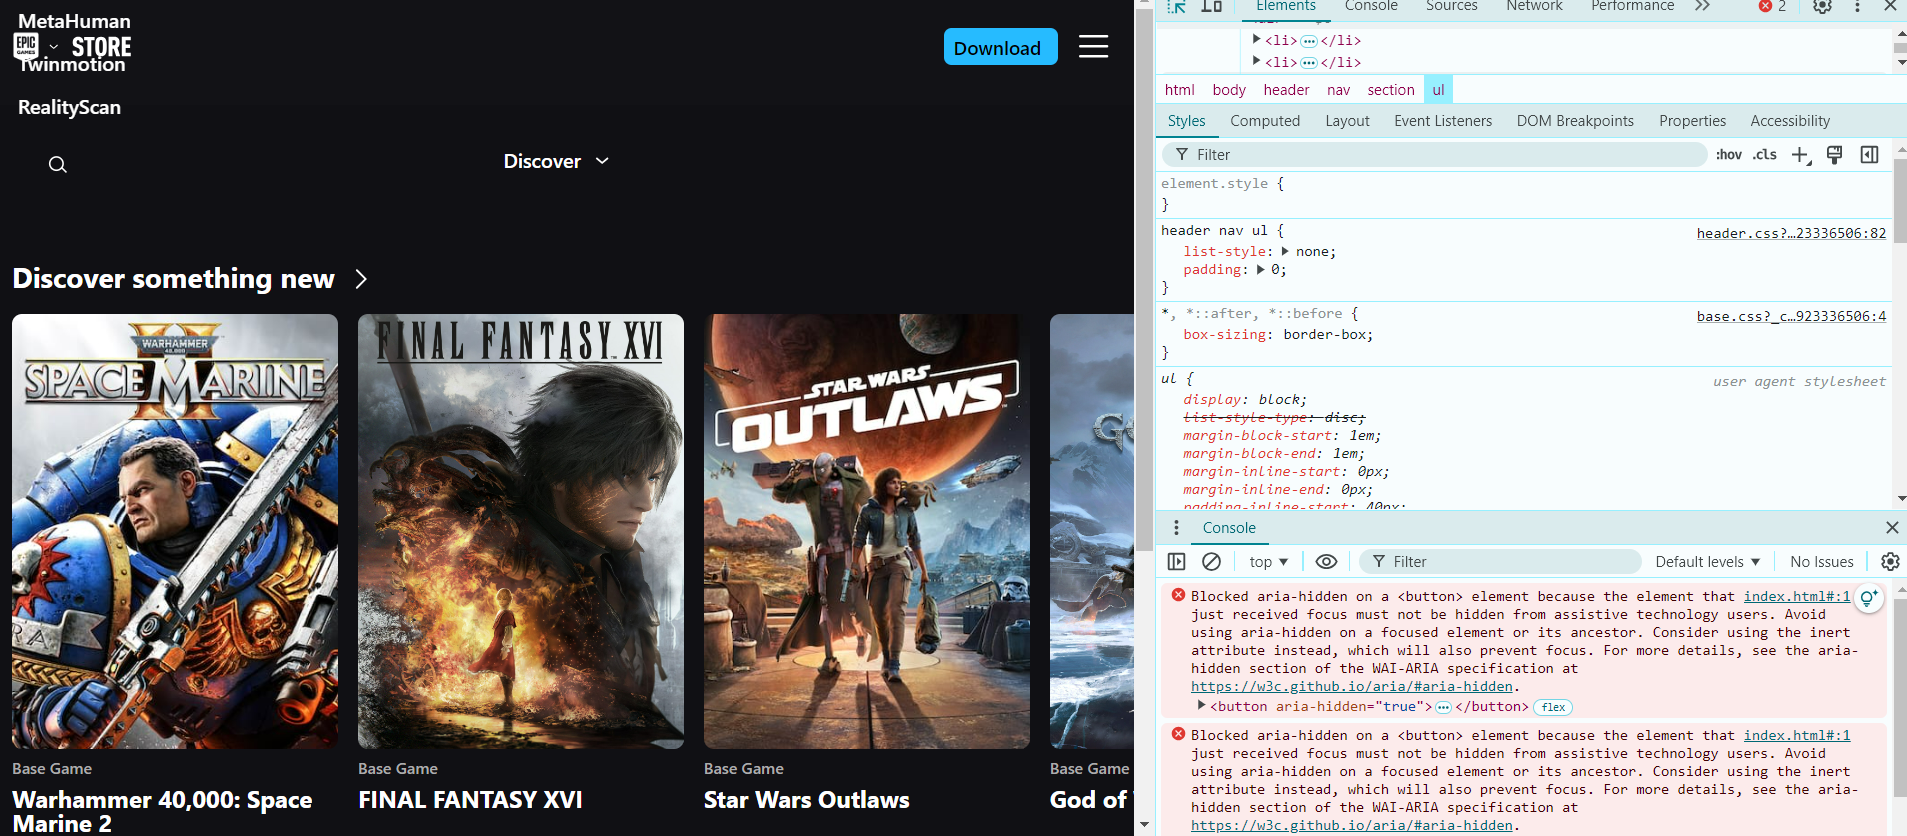 MetaHuman
EPIC GAMES
STORE
Twinmotion
RealityScan
Download
Discover
Discover something new
WARHAMMER
40,000
SPACE MARINE
II
FINAL FANTASY XVI
STAR WARS
OUTLAWS
Base Game
Warhammer 40,000: Space
Marine 2
Base Game
FINAL FANTASY XVI
Base Game
Star Wars Outlaws
Base Game
God of
Elements Console Sources Network Performance 2
<li>…</li>
<li>…</li>
html body header nav section ul
Styles Computed Layout Event Listeners DOM Breakpoints Properties Accessibility
Filter :hov .cls
element.style {
}
header nav ul { header.css?…23336506:82
list-style: none;
padding: 0;
}
*, *::after, *::before { base.css?_c…923336506:4
box-sizing: border-box;
}
ul { user agent stylesheet
display: block;
list-style-type: disc;
margin-block-start: 1em;
margin-block-end: 1em;
margin-inline-start: 0px;
margin-inline-end: 0px;
padding-inline-start: 40px;
Console
top Filter Default levels No Issues
Blocked aria-hidden on a <button> element because the element that index.html#:1
just received focus must not be hidden from assistive technology users. Avoid
using aria-hidden on a focused element or its ancestor. Consider using the inert
attribute instead, which will also prevent focus. For more details, see the aria-
hidden section of the WAI-ARIA specification at
https://w3c.github.io/aria/#aria-hidden.
<button aria-hidden="true">…</button> flex
Blocked aria-hidden on a <button> element because the element that index.html#:1
just received focus must not be hidden from assistive technology users. Avoid
using aria-hidden on a focused element or its ancestor. Consider using the inert
attribute instead, which will also prevent focus. For more details, see the aria-
hidden section of the WAI-ARIA specification at
https://w3c.github.io/aria/#aria-hidden.